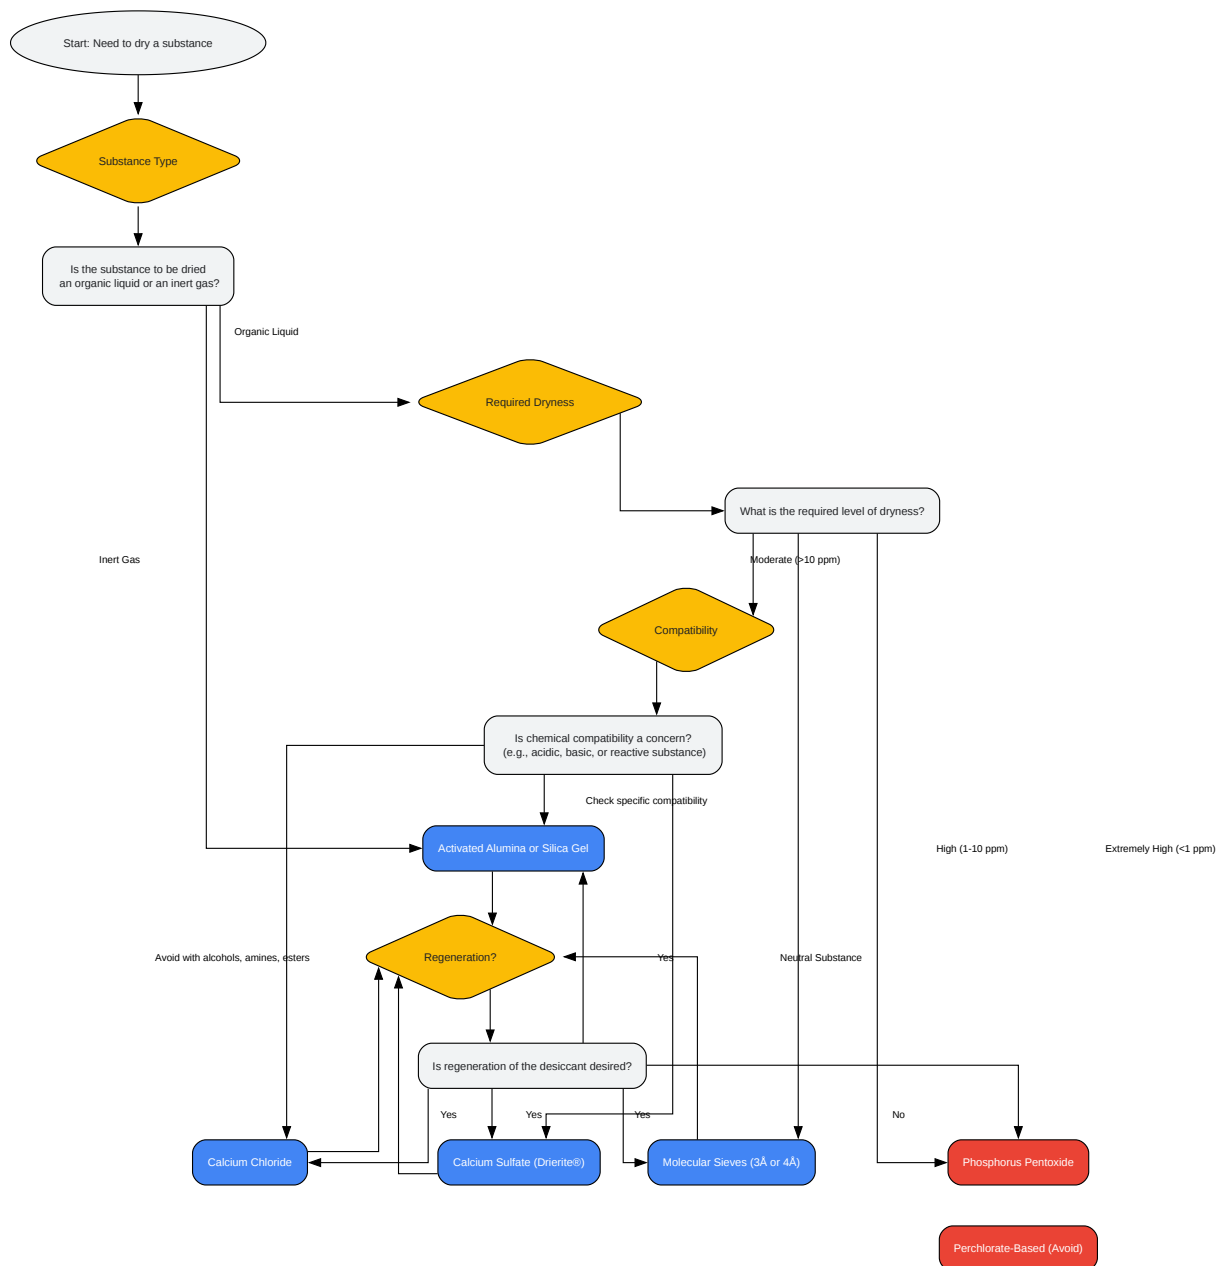 Start: Need to dry a substance
Substance Type
Is the substance to be dried
an organic liquid or an inert gas?
Organic Liquid
Required Dryness
What is the required level of dryness?
Inert Gas
Moderate (>10 ppm)
Compatibility
Is chemical compatibility a concern?
(e.g., acidic, basic, or reactive substance)
Check specific compatibility
Activated Alumina or Silica Gel
High (1-10 ppm)
Extremely High (<1 ppm)
Avoid with alcohols, amines, esters
Regeneration?
Yes
Neutral Substance
Is regeneration of the desiccant desired?
Yes
Yes
Yes
No
Calcium Chloride
Calcium Sulfate (Drierite®)
Molecular Sieves (3Å or 4Å)
Phosphorus Pentoxide
Perchlorate-Based (Avoid)